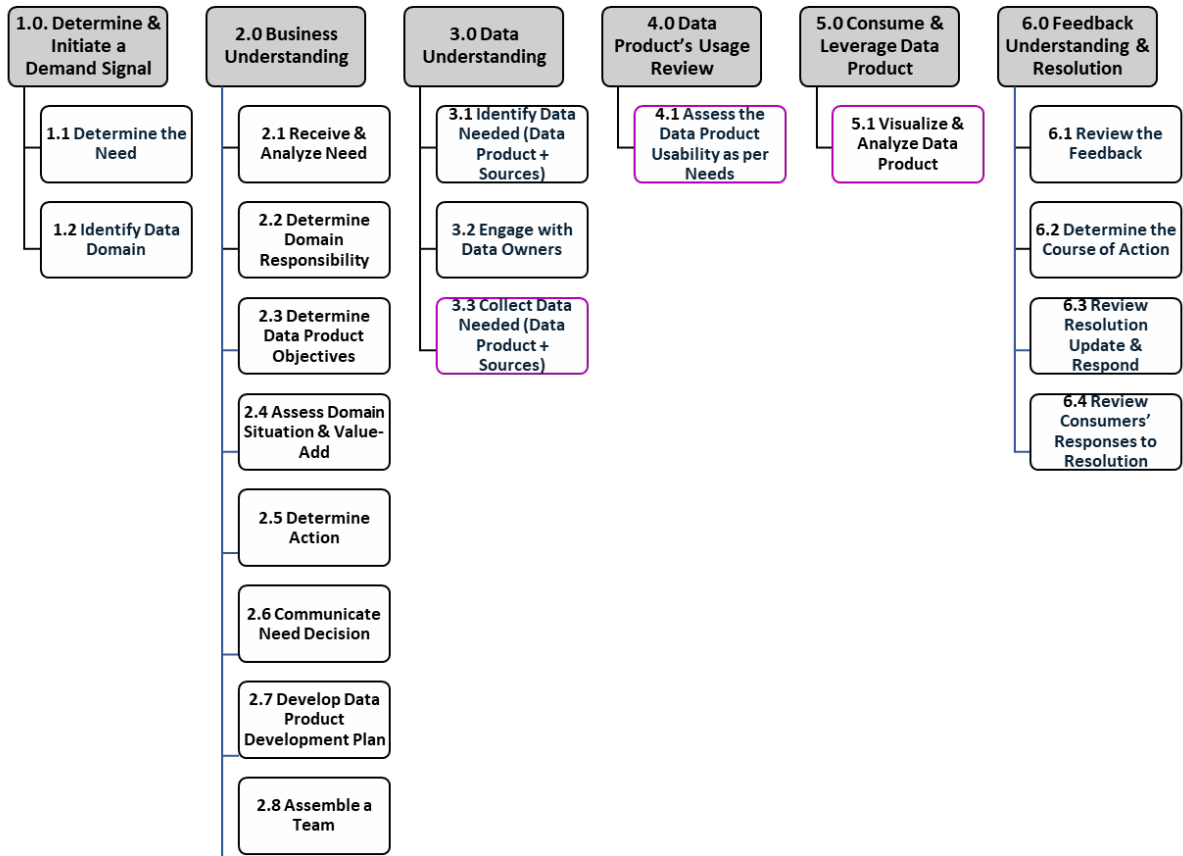 1.0. Determine &
Initiate a
Demand Signal
1.1 Determine the
Need
1.2 Identify Data
Domain
2.0 Business
Understanding
2.1 Receive &
Analyze Need
2.2 Determine
Domain
Responsibility
2.3 Determine
Data Product
Objectives
2.4 Assess Domain
Situation & Value-
Add
2.5 Determine
Action
2.6 Communicate
Need Decision
2.7 Develop Data
Product
Development Plan
2.8 Assemble a
Team
3.0 Data
Understanding
3.1 Identify Data
Needed (Data
Product +
Sources)
3.2 Engage with
Data Owners
3.3 Collect Data
Needed (Data
Product +
Sources)
4.0 Data
Product's Usage
Review
4.1 Assess the
Data Product
Usability as per
Needs
5.0 Consume &
Leverage Data
Product
5.1 Visualize &
Analyze Data
Product
6.0 Feedback
Understanding &
Resolution
6.1 Review the
Feedback
6.2 Determine the
Course of Action
6.3 Review
Resolution
Update &
Respond
6.4 Review
Consumers'
Responses to
Resolution